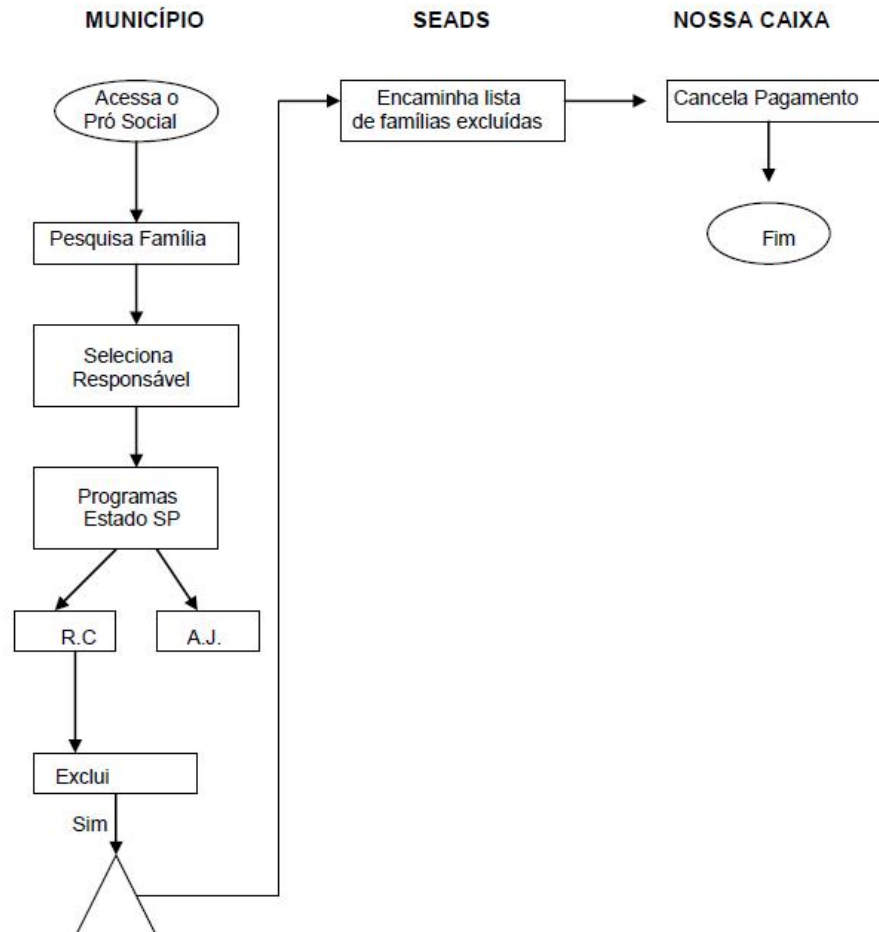 MUNICÍPIO
SEADS
NOSSA CAIXA
Acessa o
Pró Social
Encaminha lista
de famílias excluídas
Cancela Pagamento
Pesquisa Família
Fim
Seleciona
Responsável
Programas
Estado SP
R.C
A.J.
Exclui
Sim